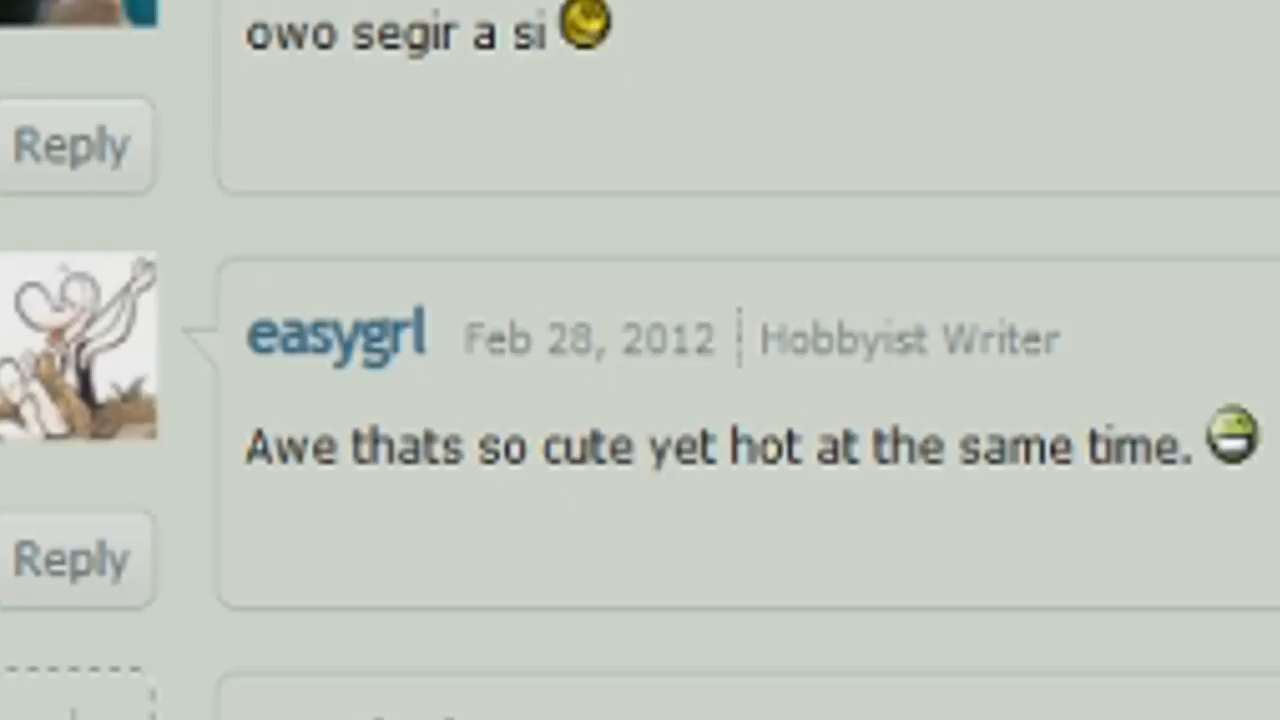 owo segir a si
Reply
easygrl Feb 28, 2012 Hobbyist Writer
Awe thats so cute yet hot at the same time.
Reply